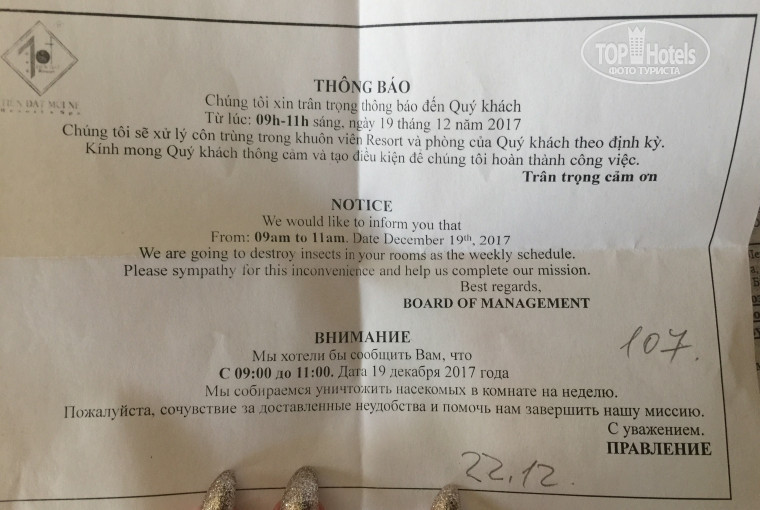 TOPHotels
ФОТО ТУРИСТА
TIEN DAT MUI NE
THÔNG BÁO
Chúng tôi xin trân trọng thông báo đến Quý khách
Từ lúc: 09h-11h sáng, ngày 19 tháng 12 năm 2017
Chúng tôi sẽ xử lý côn trùng trong khuôn viên Resort và phòng của Quý khách theo định kỳ.
Kính mong Quý khách thông cảm và tạo điều kiện để chúng tôi hoàn thành công việc.
Trân trọng cảm ơn
NOTICE
We would like to inform you that
From: 09am to 11am. Date December 19th, 2017
We are going to destroy insects in your rooms as the weekly schedule.
Please sympathy for this inconvenience and help us complete our mission.
Best regards,
BOARD OF MANAGEMENT
ВНИМАНИЕ
107.
Мы хотели бы сообщить Вам, что
С 09:00 до 11:00. Дата 19 декабря 2017 года
Мы собираемся уничтожить насекомых в комнате на неделю.
Пожалуйста, сочувствие за доставленные неудобства и помочь нам завершить нашу миссию.
С уважением.
ПРАВЛЕНИЕ
22.12.